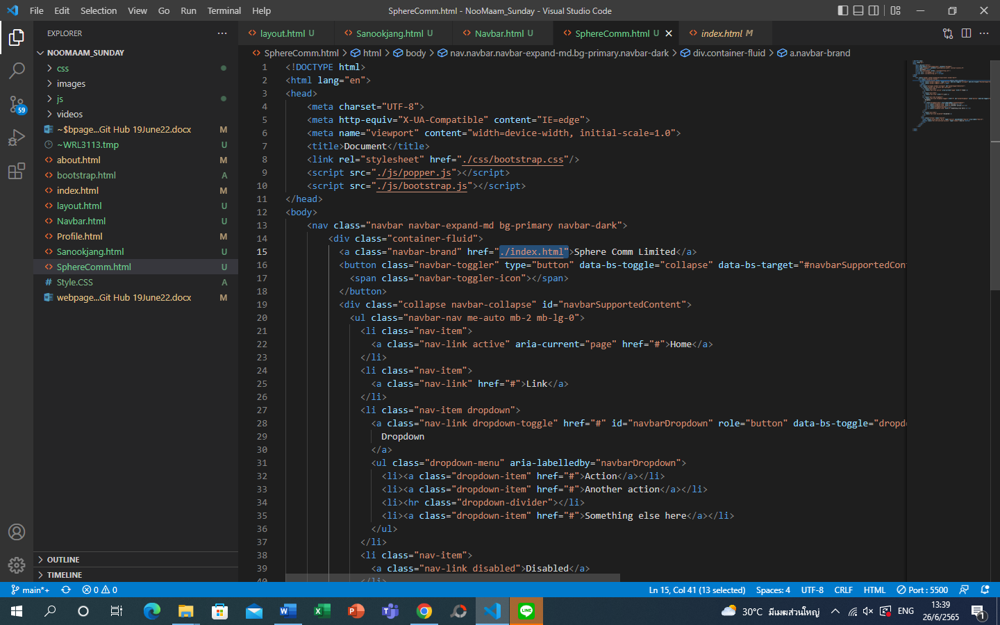 File Edit Selection View Go Run Terminal Help SphereComm.html - NooMaam_Sunday - Visual Studio Code
EXPLORER
layout.html U Sanookjang.html U Navbar.html U SphereComm.html U index.html M
SphereComm.html > html > body > nav.navbar.navbar-expand-md.bg-primary.navbar-dark > div.container-fluid > a.navbar-brand
NOOMAAM_SUNDAY
css
images
js
videos
~$bpage...Git Hub 19June22.docx M
~WRL3113.tmp U
about.html M
bootstrap.html A
index.html M
layout.html U
Navbar.html U
Profile.html M
Sanookjang.html U
SphereComm.html U
Style.CSS A
webpage...Git Hub 19June22.docx M
OUTLINE
TIMELINE
59
1 <!DOCTYPE html>
2 <html lang="en">
3 <head>
4 <meta charset="UTF-8">
5 <meta http-equiv="X-UA-Compatible" content="IE=edge">
6 <meta name="viewport" content="width=device-width, initial-scale=1.0">
7 <title>Document</title>
8 <link rel="stylesheet" href="./css/bootstrap.css"/>
9 <script src="./js/popper.js"></script>
10 <script src="./js/bootstrap.js"></script>
11 </head>
12 <body>
13 <nav class="navbar navbar-expand-md bg-primary navbar-dark">
14 <div class="container-fluid">
15 <a class="navbar-brand" href="./index.html">Sphere Comm Limited</a>
16 <button class="navbar-toggler" type="button" data-bs-toggle="collapse" data-bs-target="#navbarSupportedCon
17 <span class="navbar-toggler-icon"></span>
18 </button>
19 <div class="collapse navbar-collapse" id="navbarSupportedContent">
20 <ul class="navbar-nav me-auto mb-2 mb-lg-0">
21 <li class="nav-item">
22 <a class="nav-link active" aria-current="page" href="#">Home</a>
23 </li>
24 <li class="nav-item">
25 <a class="nav-link" href="#">Link</a>
26 </li>
27 <li class="nav-item dropdown">
28 <a class="nav-link dropdown-toggle" href="#" id="navbarDropdown" role="button" data-bs-toggle="dropd
29 Dropdown
30 </a>
31 <ul class="dropdown-menu" aria-labelledby="navbarDropdown">
32 <li><a class="dropdown-item" href="#">Action</a></li>
33 <li><a class="dropdown-item" href="#">Another action</a></li>
34 <li><hr class="dropdown-divider"></li>
35 <li><a class="dropdown-item" href="#">Something else here</a></li>
36 </ul>
37 </li>
38 <li class="nav-item">
39 <a class="nav-link disabled">Disabled</a>
40 </li>
main*+ 0 0 Ln 15, Col 41 (13 selected) Spaces: 4 UTF-8 CRLF HTML Port : 5500
30°C มีเมฆส่วนใหญ่ ENG 13:39
26/6/2565
1